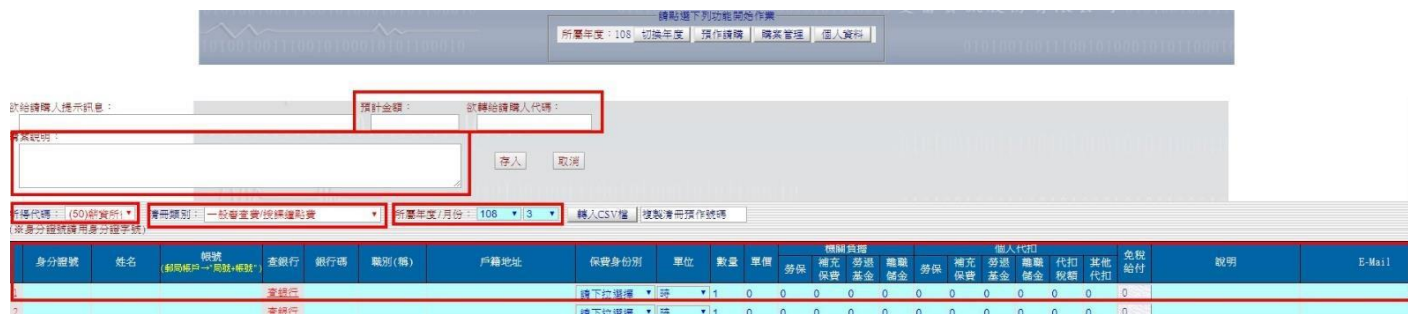 請點選下列功能開始作業
所屬年度：108 切換年度 預作請購 購案管理 個人資料
欲給請購人提示訊息：
預計金額：
欲轉給請購人代碼：
購案說明：
存入 取消
所得代碼： (50)薪資所 清冊類別： 一般審查費/授課鐘點費 所屬年度/月份： 108 3 轉入CSV檔 複製清冊預作號碼
(※身分證號請用身分證字號)
機關負擔 個人代扣
身分證號 姓名 帳號 查銀行 銀行碼 職別(稱) 戶籍地址 保費身份別 單位 數量 單價 勞保 補充保費 勞退基金 離職儲金 勞保 補充保費 勞退基金 離職儲金 代扣稅額 其他代扣 免稅給付 說明 E-Mail
(郵局帳戶→"局號+帳號")
1 查銀行 請下拉選擇 時 1 0 0 0 0 0 0 0 0 0 0 0 0
2 查銀行 請下拉選擇 時 1 0 0 0 0 0 0 0 0 0 0 0 0